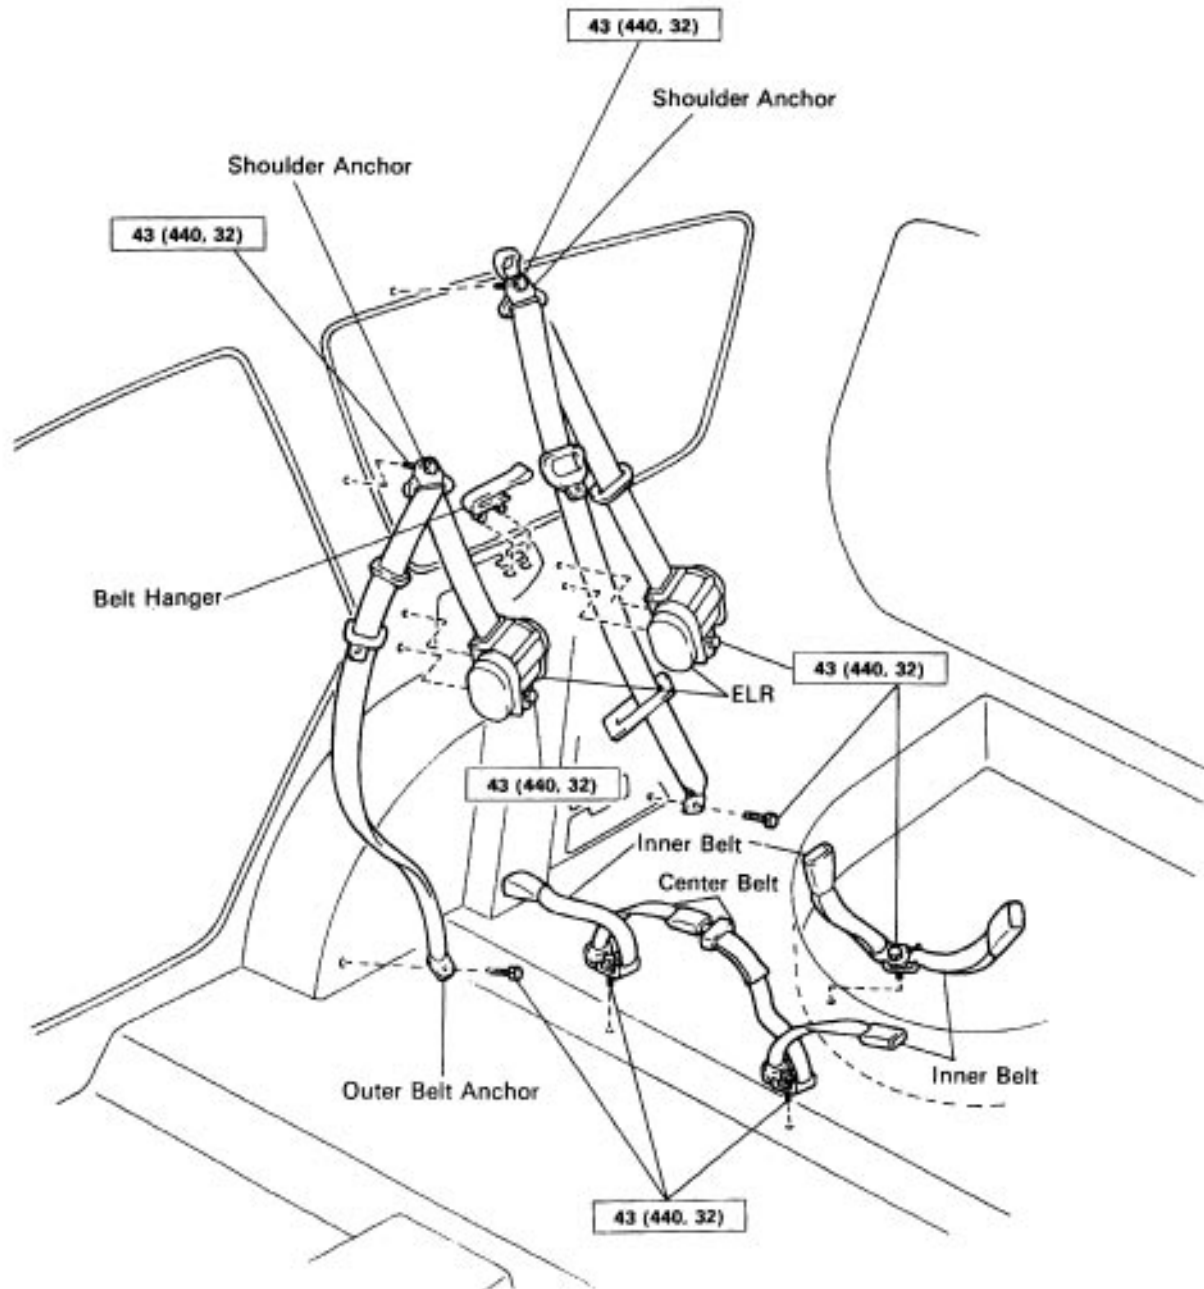 43 (440, 32)
Shoulder Anchor
Shoulder Anchor
43 (440, 32)
Belt Hanger
43 (440, 32)
ELR
43 (440, 32)
Inner Belt
Center Belt
Inner Belt
Outer Belt Anchor
43 (440, 32)